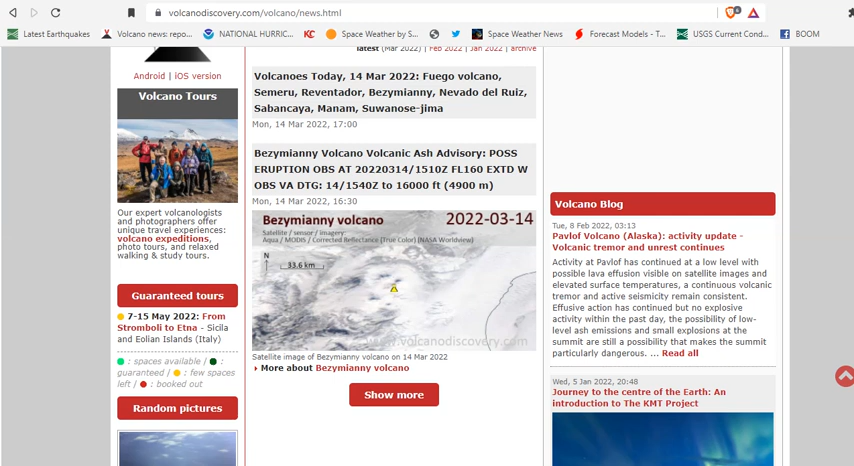 volcanodiscovery.com/volcano/news.html
6
Latest Earthquakes
Volcano news: repo...
NATIONAL HURRIC...
KC
Space Weather by S...
Space Weather News
Forecast Models - T...
USGS Current Cond...
BOOM
Android | iOS version
Volcano Tours
Our expert volcanologists
and photographers offer
unique travel experiences:
volcano expeditions,
photo tours, and relaxed
walking & study tours.
Guaranteed tours
7-15 May 2022: From
Stromboli to Etna - Sicila
and Eolian Islands (Italy)
: spaces available / :
guaranteed / : few spaces
left / : booked out
Random pictures
latest (Mar 2022) | Feb 2022 | Jan 2022 | archive
Volcanoes Today, 14 Mar 2022: Fuego volcano,
Semeru, Reventador, Bezymianny, Nevado del Ruiz,
Sabancaya, Manam, Suwanose-jima
Mon, 14 Mar 2022, 17:00
Bezymianny Volcano Volcanic Ash Advisory: POSS
ERUPTION OBS AT 20220314/1510Z FL160 EXTD W
OBS VA DTG: 14/1540Z to 16000 ft (4900 m)
Mon, 14 Mar 2022, 16:30
Bezymianny volcano 2022-03-14
Satellite / sensor / imagery:
Aqua / MODIS / Corrected Reflectance (True Color) (NASA Worldview)
N
33.6 km
www.volcanodiscovery.com
Satellite image of Bezymianny volcano on 14 Mar 2022
More about Bezymianny volcano
Show more
Volcano Blog
Tue, 8 Feb 2022, 03:13
Pavlof Volcano (Alaska): activity update -
Volcanic tremor and unrest continues
Activity at Pavlof has continued at a low level with
possible lava effusion visible on satellite images and
elevated surface temperatures, a continuous volcanic
tremor and active seismicity remain consistent.
Effusive action has continued but no explosive
activity within the past day, the possibility of low-
level ash emissions and small explosions at the
summit are still a possibility that makes the summit
particularly dangerous. ... Read all
Wed, 5 Jan 2022, 20:48
Journey to the centre of the Earth: An
introduction to The KMT Project